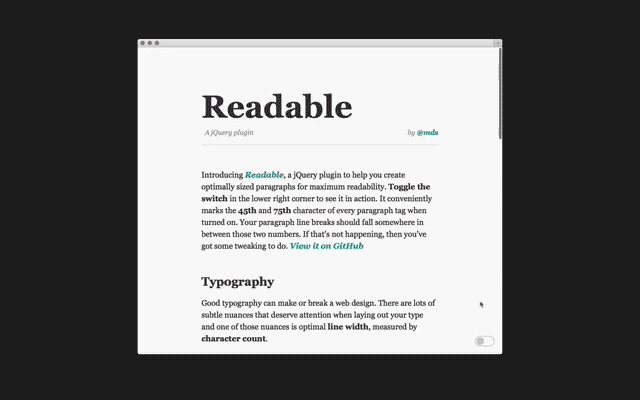 Readable
A jQuery plugin by @mds
Introducing Readable, a jQuery plugin to help you create
optimally sized paragraphs for maximum readability. Toggle the
switch in the lower right corner to see it in action. It conveniently
marks the 45th and 75th character of every paragraph tag when
turned on. Your paragraph line breaks should fall somewhere in
between those two numbers. If that's not happening, then you've
got some tweaking to do. View it on GitHub
Typography
Good typography can make or break a web design. There are lots of
subtle nuances that deserve attention when laying out your type
and one of those nuances is optimal line width, measured by
character count.